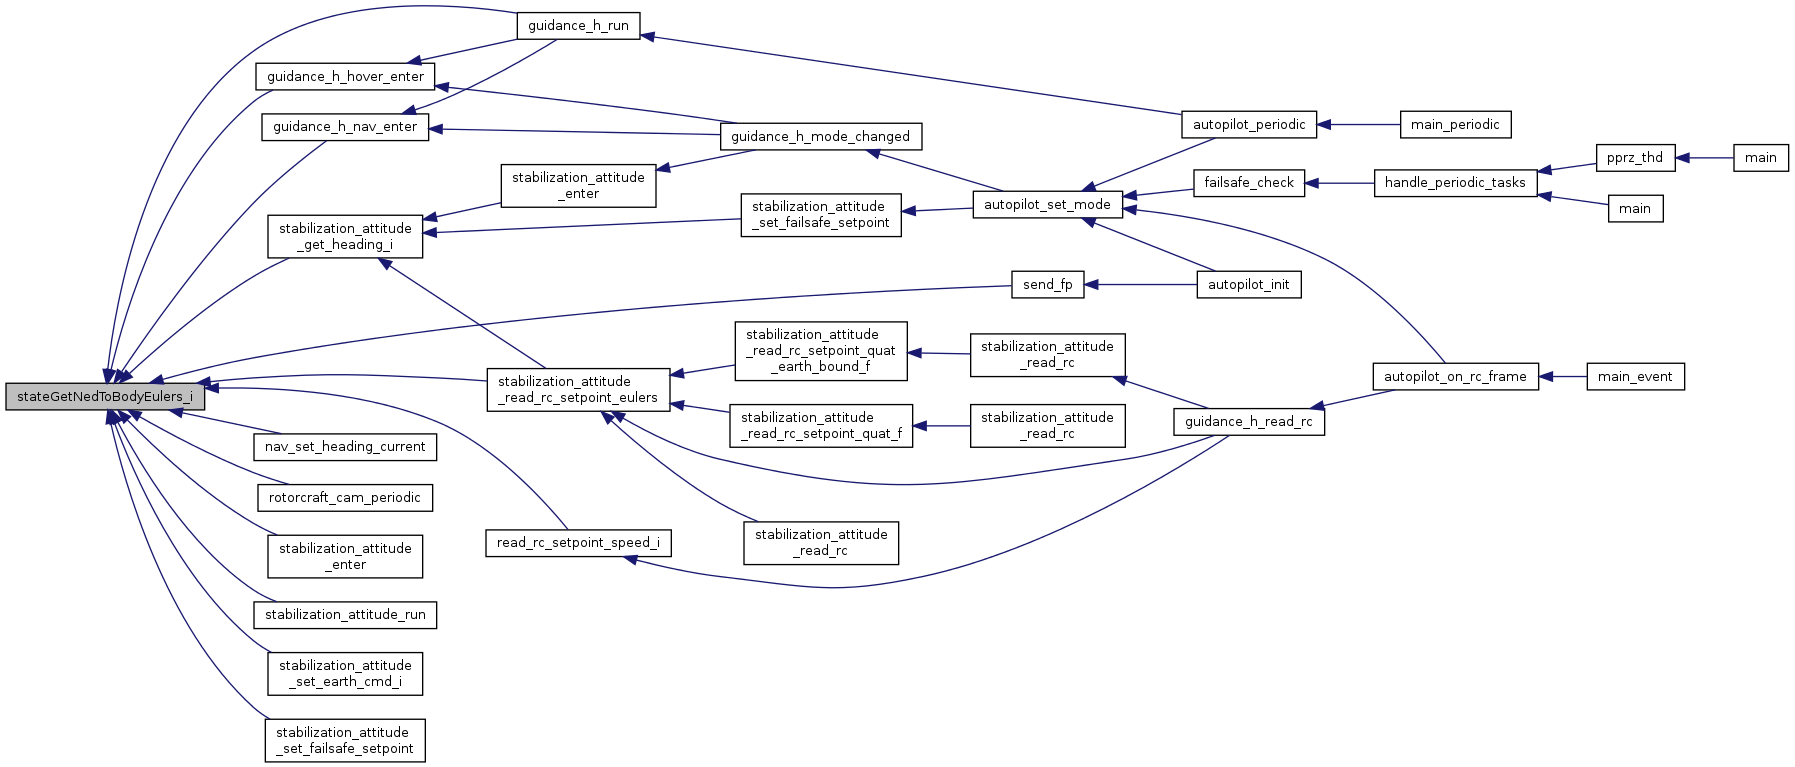 stateGetNedToBodyEulers_i
guidance_h_run
guidance_h_hover_enter
guidance_h_nav_enter
guidance_h_mode_changed
stabilization_attitude
_enter
stabilization_attitude
_get_heading_i
stabilization_attitude
_set_failsafe_setpoint
autopilot_set_mode
autopilot_periodic
main_periodic
failsafe_check
handle_periodic_tasks
pprz_thd
main
main
send_fp
autopilot_init
stabilization_attitude
_read_rc_setpoint_eulers
stabilization_attitude
_read_rc_setpoint_quat
_earth_bound_f
stabilization_attitude
_read_rc
stabilization_attitude
_read_rc_setpoint_quat_f
stabilization_attitude
_read_rc
autopilot_on_rc_frame
main_event
guidance_h_read_rc
nav_set_heading_current
rotorcraft_cam_periodic
stabilization_attitude
_enter
read_rc_setpoint_speed_i
stabilization_attitude
_read_rc
stabilization_attitude_run
stabilization_attitude
_set_earth_cmd_i
stabilization_attitude
_set_failsafe_setpoint